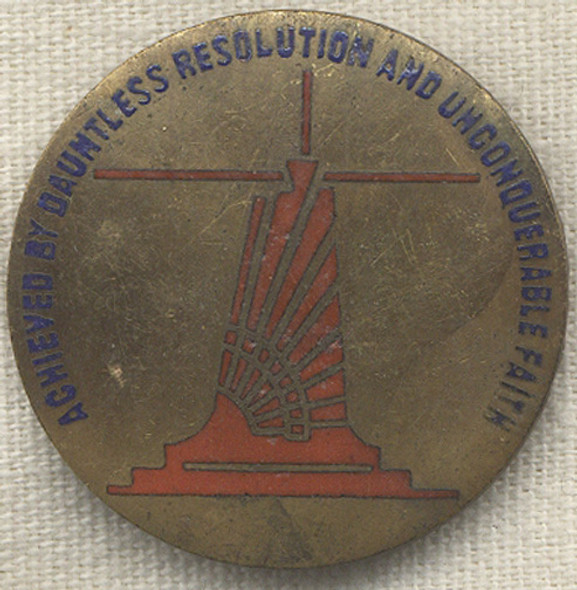 ACHIEVED BY DAUNTLESS RESOLUTION AND UNCONQUERABLE FAITH